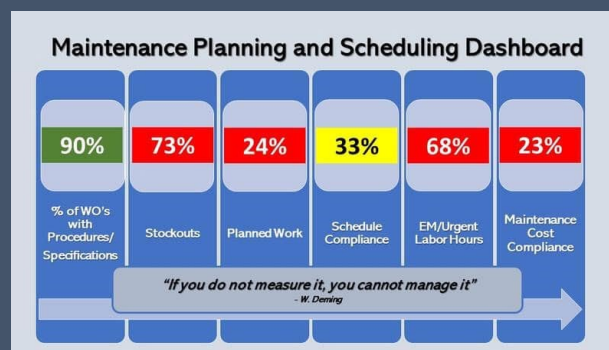 Maintenance Planning and Scheduling Dashboard
90%
73%
24%
33%
68%
23%
% of WO's
with
Procedures/
Specifications
Stockouts
Planned Work
Schedule
Compliance
EM/Urgent
Labor Hours
Maintenance
Cost
Compliance
“If you do not measure it, you cannot manage it”
- W. Deming